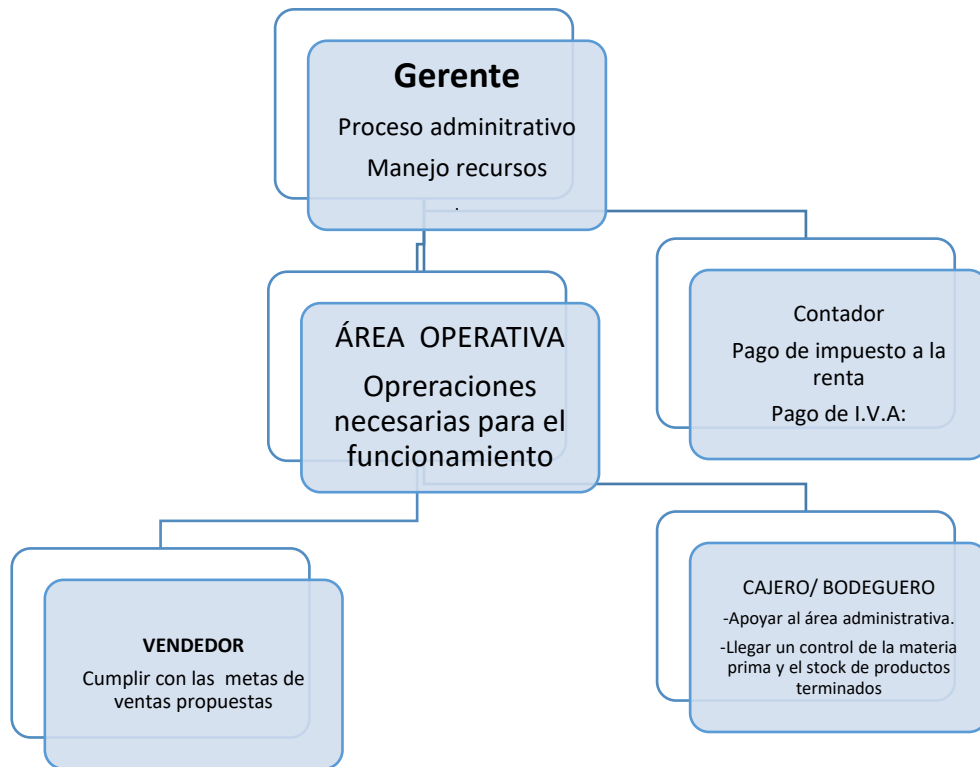 Gerente
Proceso adminitrativo
Manejo recursos
.
ÁREA OPERATIVA
Opreraciones
necesarias para el
funcionamiento
Contador
Pago de impuesto a la
renta
Pago de I.V.A:
VENDEDOR
Cumplir con las metas de
ventas propuestas
CAJERO/ BODEGUERO
-Apoyar al área administrativa.
-Llegar un control de la materia
prima y el stock de productos
terminados